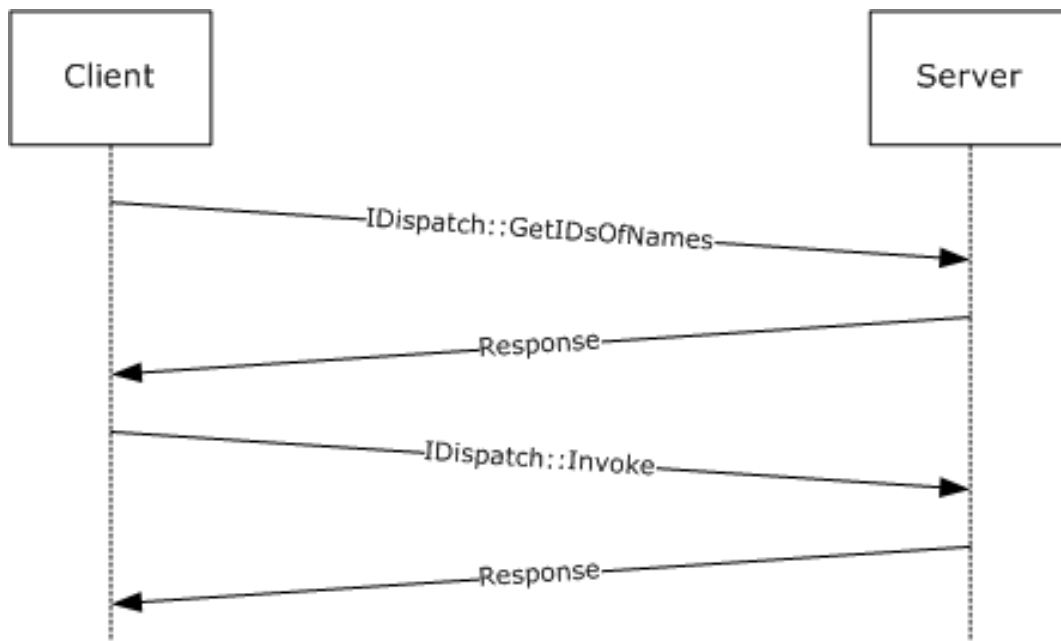 Client
Server
IDispatch::GetIDsOfNames
Response
IDispatch::Invoke
Response